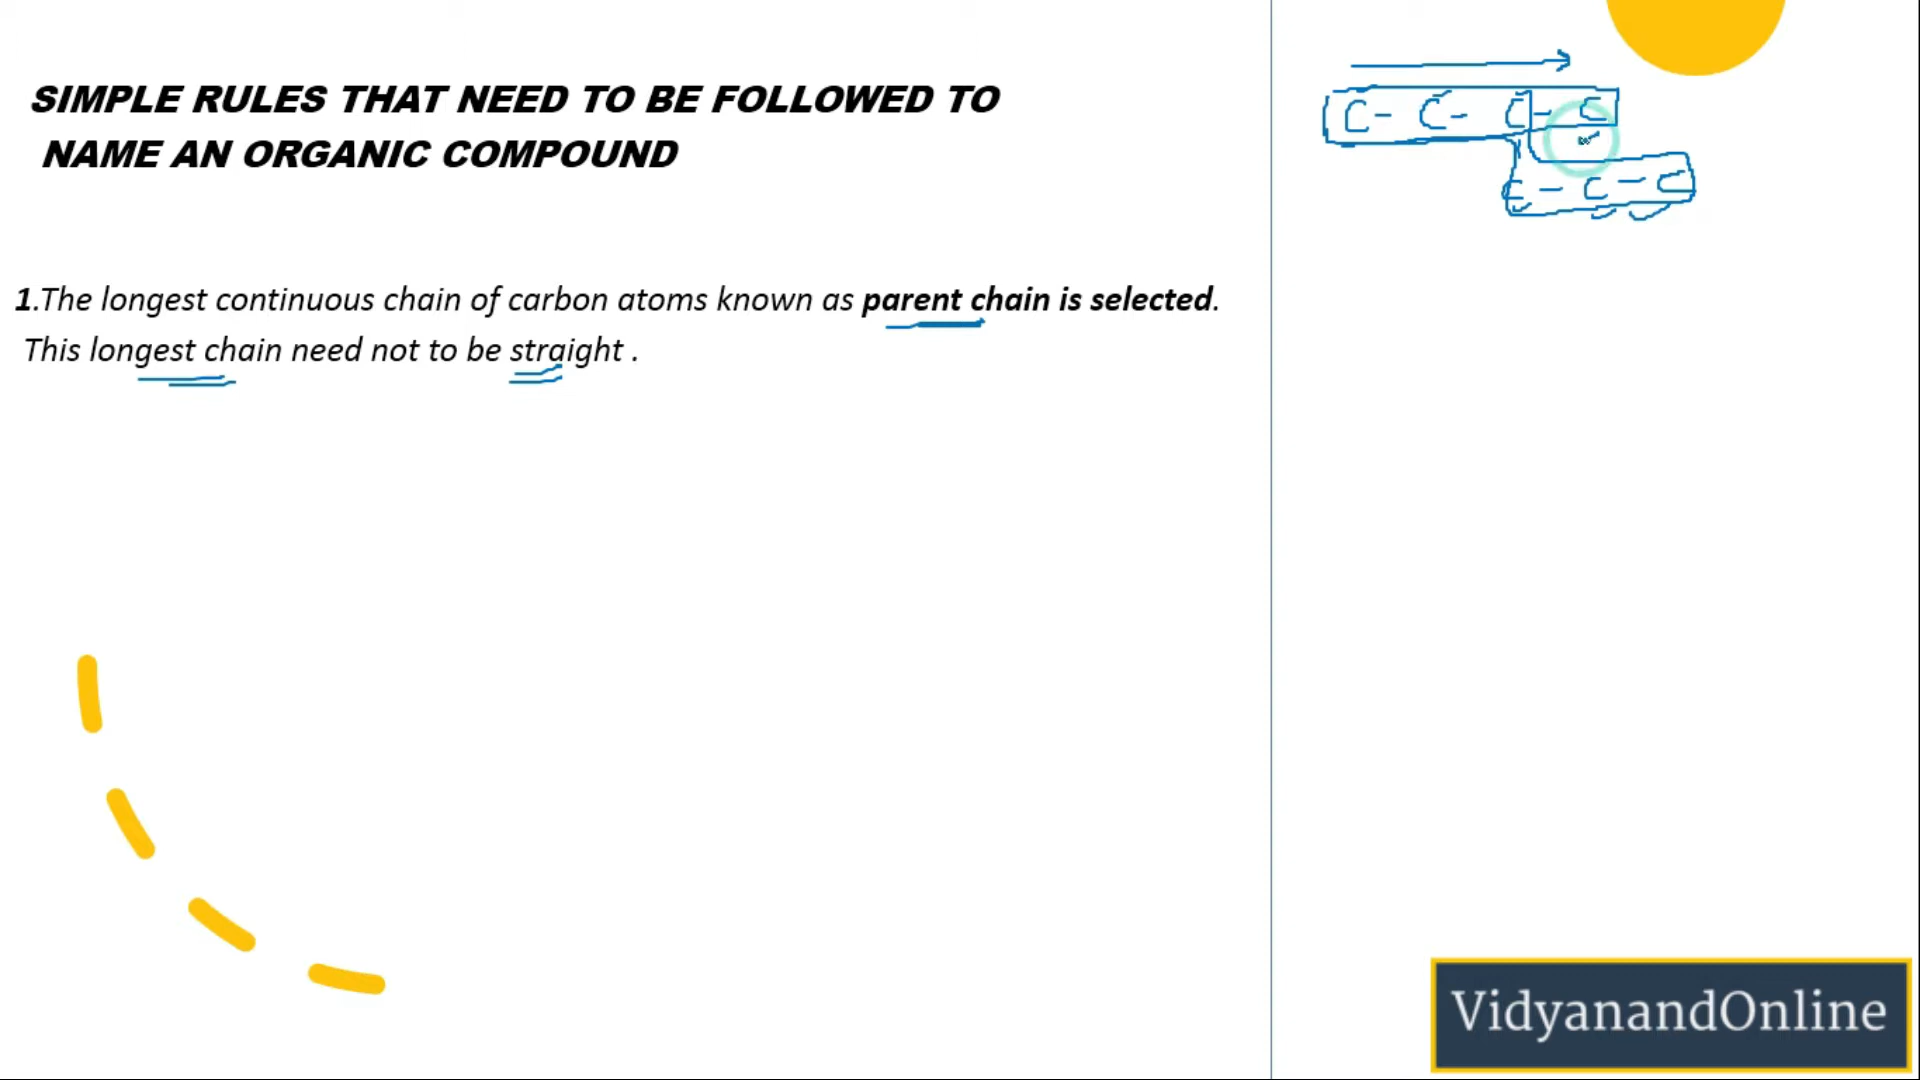 SIMPLE RULES THAT NEED TO BE FOLLOWED TO
NAME AN ORGANIC COMPOUND
C- C- C- C
1.The longest continuous chain of carbon atoms known as parent chain is selected.
C - C - C
This longest chain need not to be straight .
VidyanandOnline